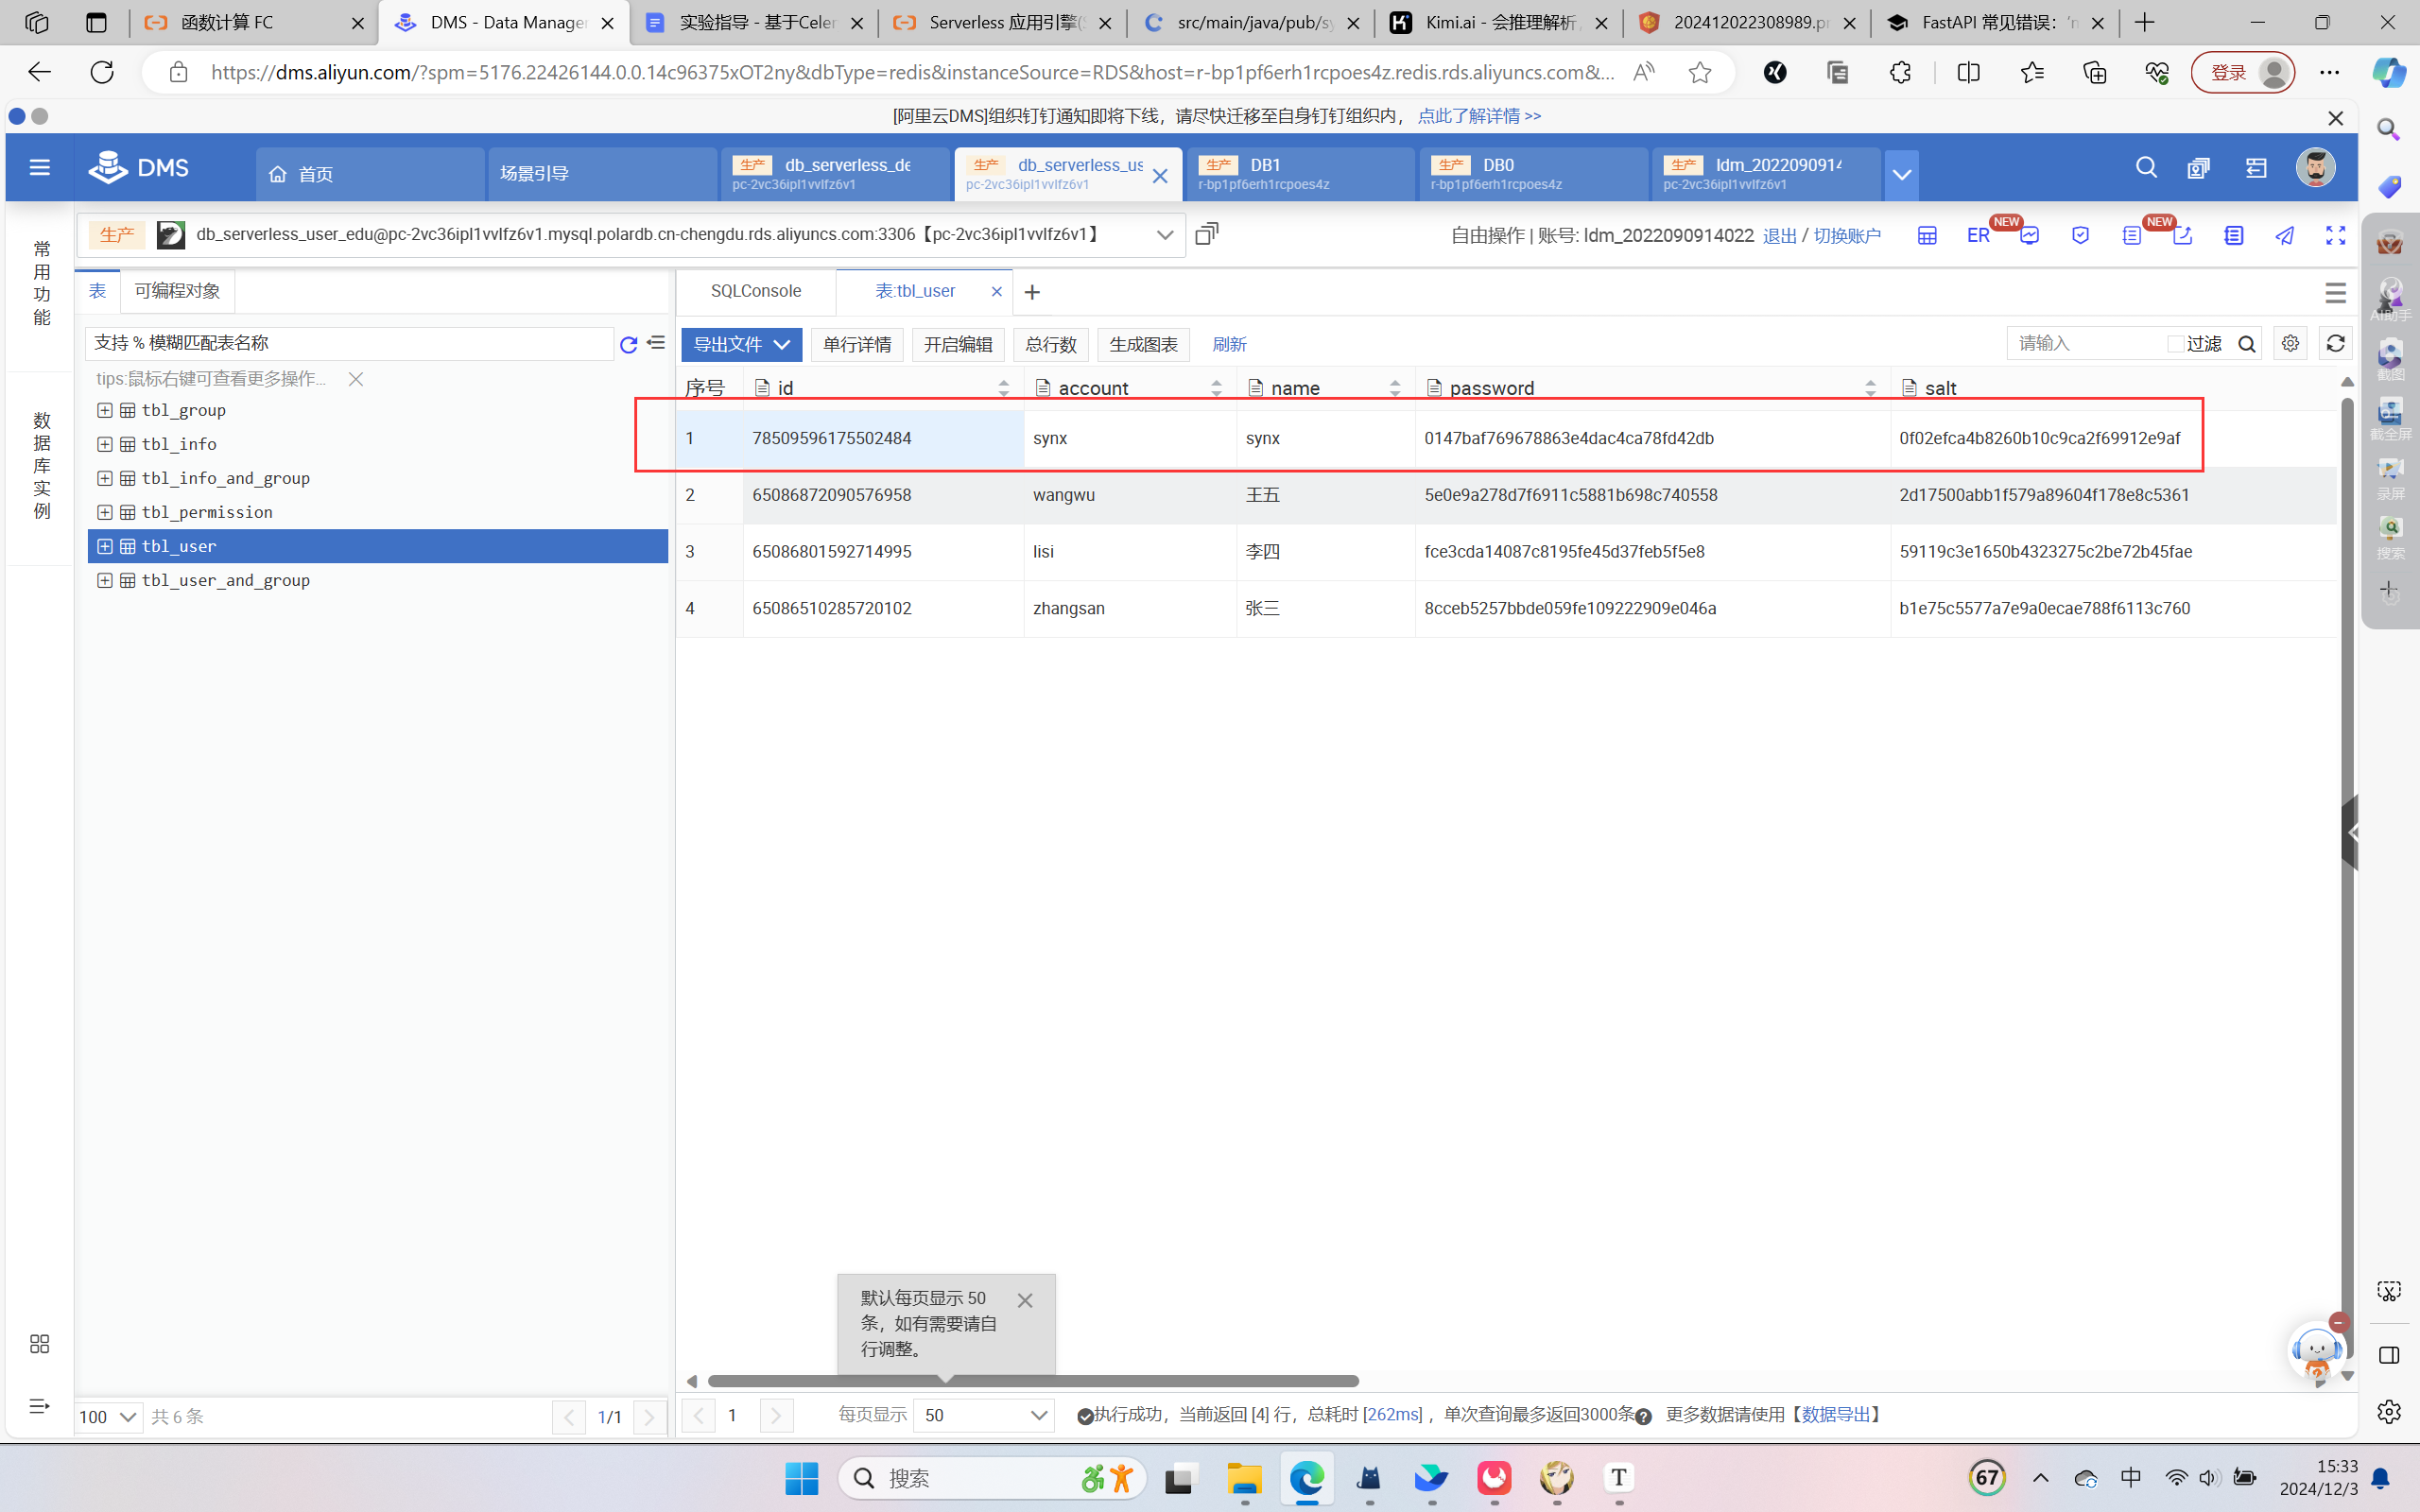 函数计算 FC
DMS - Data Manager
实验指导 - 基于Celer
Serverless 应用引擎(S
src/main/java/pub/sy
Kimi.ai - 会推理解析,
202412022308989.pr
FastAPI 常见错误：'n
https://dms.aliyun.com/?spm=5176.22426144.0.0.14c96375xOT2ny&dbType=redis&instanceSource=RDS&host=r-bp1pf6erh1rcpoes4z.redis.rds.aliyuncs.com&...
登录
[阿里云DMS]组织钉钉通知即将下线，请尽快迁移至自身钉钉组织内， 点此了解详情 >>
DMS
首页
场景引导
生产 db_serverless_de
pc-2vc36ipl1vvlfz6v1
生产 db_serverless_us
pc-2vc36ipl1vvlfz6v1
生产 DB1
r-bp1pf6erh1rcpoes4z
生产 DB0
r-bp1pf6erh1rcpoes4z
生产 ldm_2022090914
pc-2vc36ipl1vvlfz6v1
生产 db_serverless_user_edu@pc-2vc36ipl1vvlfz6v1.mysql.polardb.cn-chengdu.rds.aliyuncs.com:3306【pc-2vc36ipl1vvlfz6v1】
自由操作 | 账号: ldm_2022090914022 退出 / 切换账户
ER
NEW
NEW
常用功能
数据库实例
表
可编程对象
支持 % 模糊匹配表名称
tips:鼠标右键可查看更多操作...
tbl_group
tbl_info
tbl_info_and_group
tbl_permission
tbl_user
tbl_user_and_group
SQLConsole
表:tbl_user
导出文件 单行详情 开启编辑 总行数 生成图表 刷新
请输入 过滤
序号 id account name password salt
1 78509596175502484 synx synx 0147baf769678863e4dac4ca78fd42db 0f02efca4b8260b10c9ca2f69912e9af
2 65086872090576958 wangwu 王五 5e0e9a278d7f6911c5881b698c740558 2d17500abb1f579a89604f178e8c5361
3 65086801592714995 lisi 李四 fce3cda14087c8195fe45d37feb5f5e8 59119c3e1650b4323275c2be72b45fae
4 65086510285720102 zhangsan 张三 8cceb5257bbde059fe109222909e046a b1e75c5577a7e9a0ecae788f6113c760
AI助手
截图
截全屏
录屏
搜索
默认每页显示 50
条，如有需要请自
行调整。
100 共 6 条 1/1
1 每页显示 50 执行成功，当前返回 [4] 行，总耗时 [262ms] ，单次查询最多返回3000条 更多数据请使用【数据导出】
搜索
T
67
中
15:33
2024/12/3